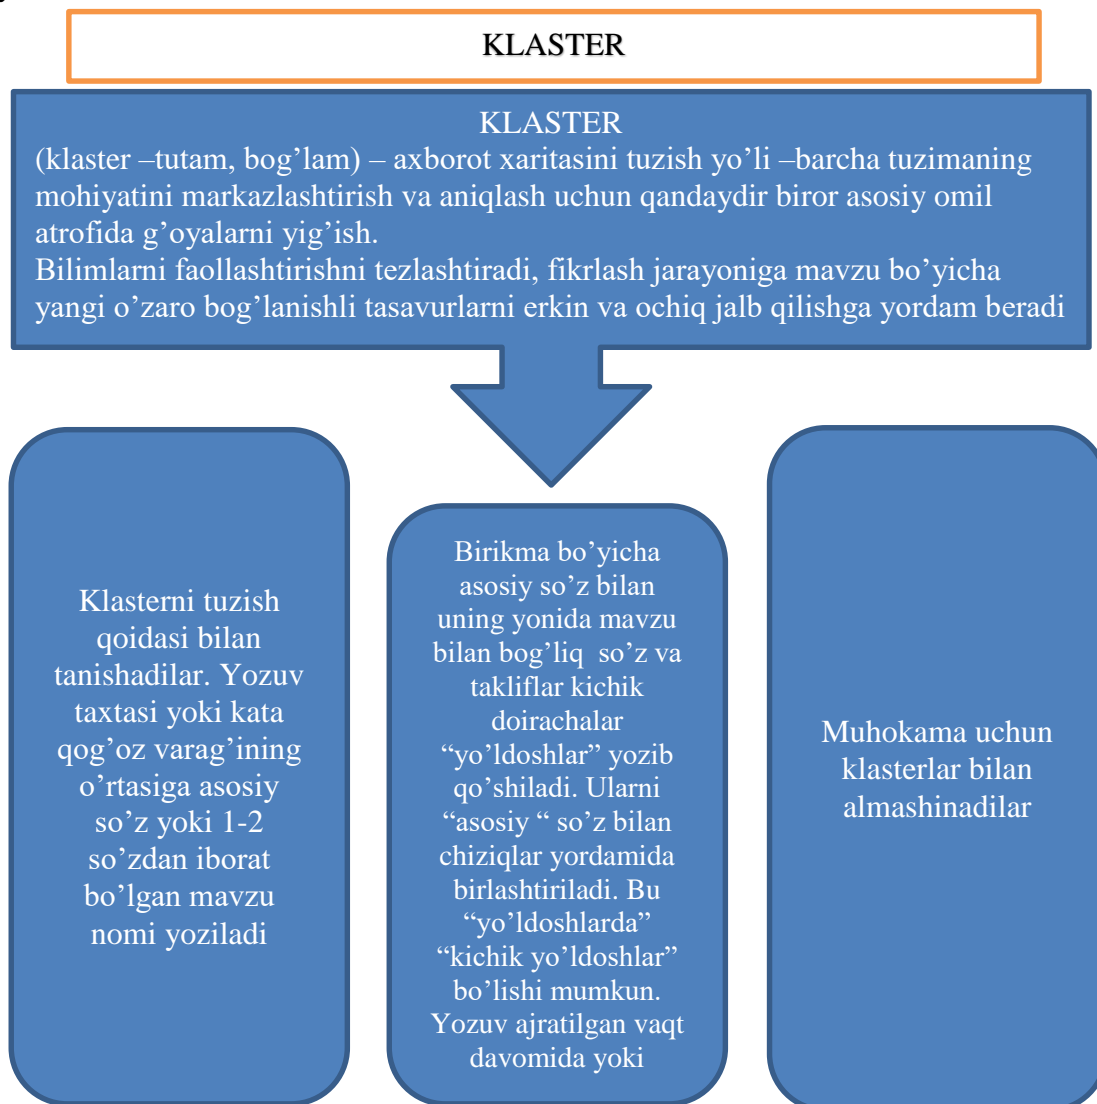 KLASTER
KLASTER
(klaster –tutam, bog’lam) – axborot xaritasini tuzish yo’li –barcha tuzimaning
mohiyatini markazlashtirish va aniqlash uchun qandaydir biror asosiy omil
atrofida g’oyalarni yig’ish.
Bilimlarni faollashtirishni tezlashtiradi, fikrlash jarayoniga mavzu bo’yicha
yangi o’zaro bog’lanishli tasavurlarni erkin va ochiq jalb qilishga yordam beradi
Klasterni tuzish
qoidasi bilan
tanishadilar. Yozuv
taxtasi yoki kata
qog’oz varag’ining
o’rtasiga asosiy
so’z yoki 1-2
so’zdan iborat
bo’lgan mavzu
nomi yoziladi
Birikma bo’yicha
asosiy so’z bilan
uning yonida mavzu
bilan bog’liq  so’z va
takliflar kichik
doirachalar
“yo’ldoshlar” yozib
qo’shiladi. Ularni
“asosiy “ so’z bilan
chiziqlar yordamida
birlashtiriladi. Bu
“yo’ldoshlarda”
“kichik yo’ldoshlar”
bo’lishi mumkun.
Yozuv ajratilgan vaqt
davomida yoki
Muhokama uchun
klasterlar bilan
almashinadilar